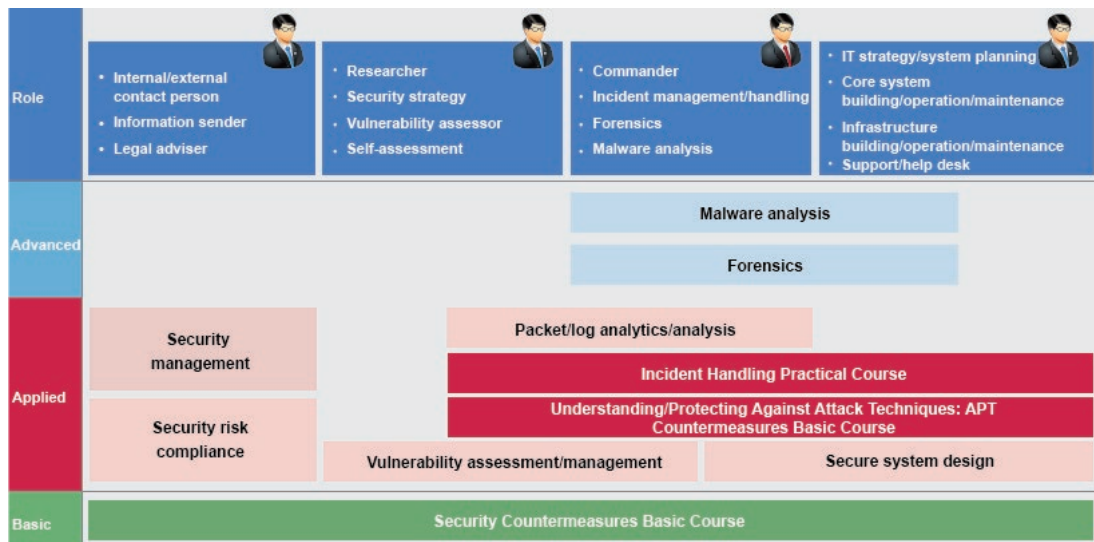 Role
• Internal/external
contact person
• Information sender
• Legal adviser
• Researcher
• Security strategy
• Vulnerability assessor
• Self-assessment
• Commander
• Incident management/handling
• Forensics
• Malware analysis
• IT strategy/system planning
• Core system
building/operation/maintenance
• Infrastructure
building/operation/maintenance
• Support/help desk
Advanced
Malware analysis
Forensics
Applied
Security
management
Security risk
compliance
Packet/log analytics/analysis
Incident Handling Practical Course
Understanding/Protecting Against Attack Techniques: APT
Countermeasures Basic Course
Vulnerability assessment/management
Secure system design
Basic
Security Countermeasures Basic Course